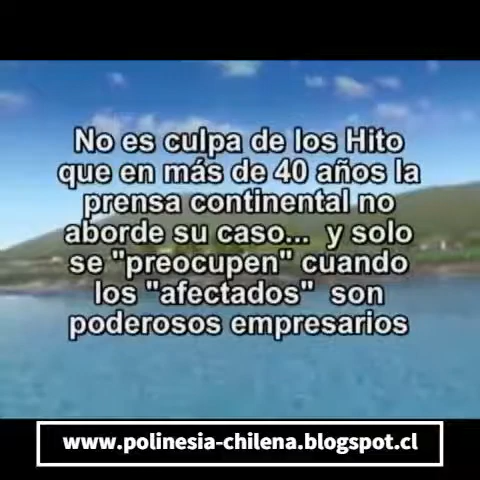 No es culpa de los Hito
que en más de 40 años la
prensa continental no
aborde su caso... y solo
se "preocupen" cuando
los "afectados" son
poderosos empresarios
www.polinesia-chilena.blogspot.cl